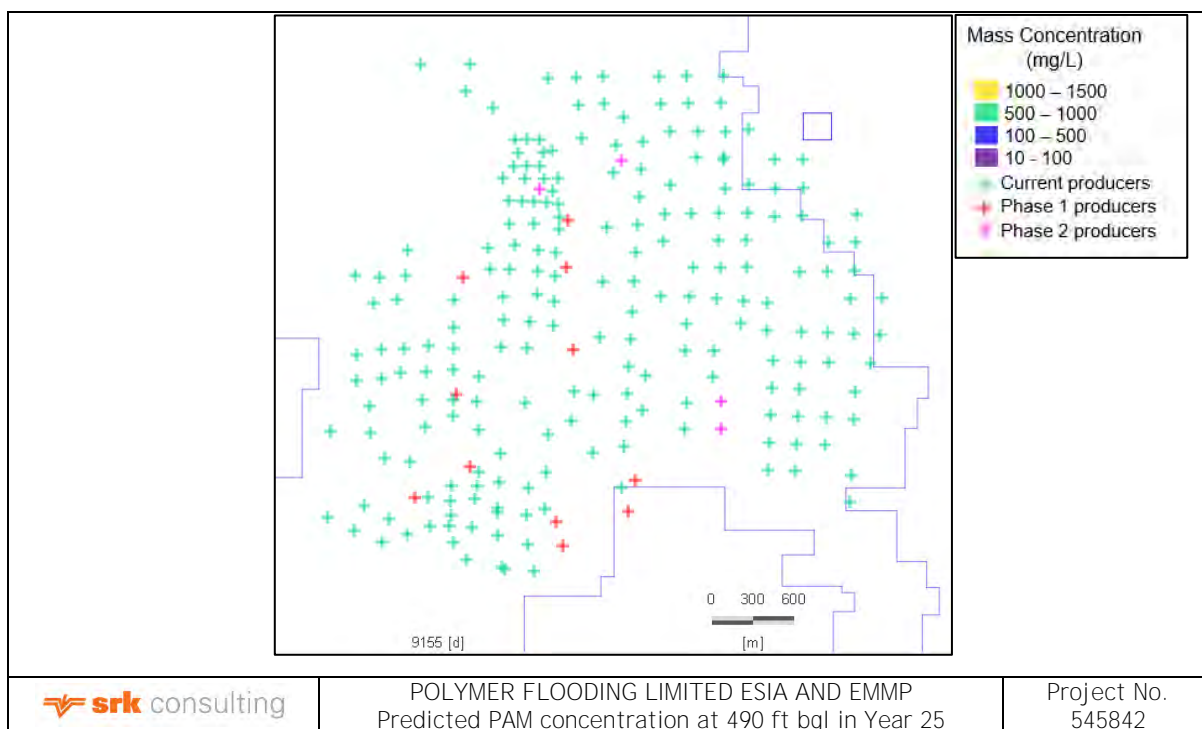 Mass Concentration
(mg/L)
1000 – 1500
500 – 1000
100 – 500
10 - 100
Current producers
Phase 1 producers
Phase 2 producers
0 300 600
9155 [d] [m]
srk consulting
POLYMER FLOODING LIMITED ESIA AND EMMP
Predicted PAM concentration at 490 ft bgl in Year 25
Project No.
545842